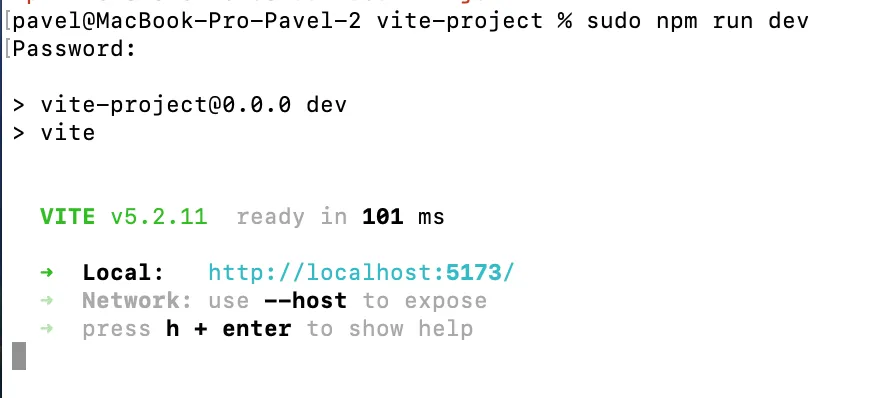 [pavel@MacBook-Pro-Pavel-2 vite-project % sudo npm run dev
[Password:
> vite-project@0.0.0 dev
> vite
VITE v5.2.11  ready in 101 ms
➜  Local:   http://localhost:5173/
➜  Network: use --host to expose
➜  press h + enter to show help